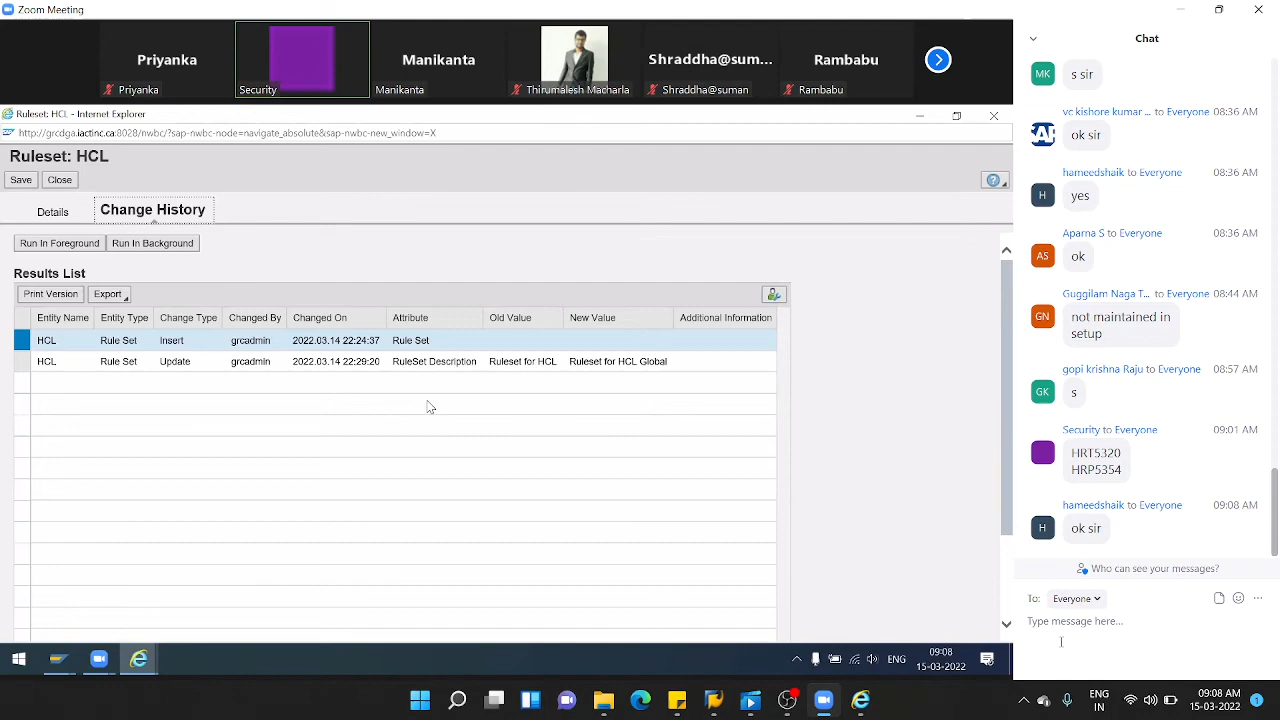 Zoom Meeting
Priyanka
Priyanka
Security
Manikanta
Manikanta
Thirumalesh Macharla
Shraddha@sum...
Shraddha@suman
Rambabu
Rambabu
Ruleset: HCL - Internet Explorer
http://grcdga.iactinc.ca:8028/nwbc/?sap-nwbc-node=navigate_absolute&sap-nwbc-new_window=X
Ruleset: HCL
Save Close
Details Change History
Run In Foreground Run In Background
Results List
Print Version Export
Entity Name Entity Type Change Type Changed By Changed On Attribute Old Value New Value Additional Information
HCL Rule Set Insert grcadmin 2022.03.14 22:24:37 Rule Set
HCL Rule Set Update grcadmin 2022.03.14 22:29:20 RuleSet Description Ruleset for HCL Ruleset for HCL Global
ENG
09:08
15-03-2022
Chat
MK
s sir
vc kishore kumar ... to Everyone 08:36 AM
SAP
ok sir
hameedshaik to Everyone 08:36 AM
H
yes
Aparna S to Everyone 08:33 AM
AS
ok
Guggilam Naga T... to Everyone 08:44 AM
GN
not maintained in
setup
gopi krishna Raju to Everyone 08:57 AM
GK
s
Security to Everyone 09:01 AM
HRT5320
HRP5354
hameedshaik to Everyone 09:08 AM
H
ok sir
Who can see your messages?
To: Everyone
Type message here...
ENG
IN
09:08 AM
15-03-2022
1